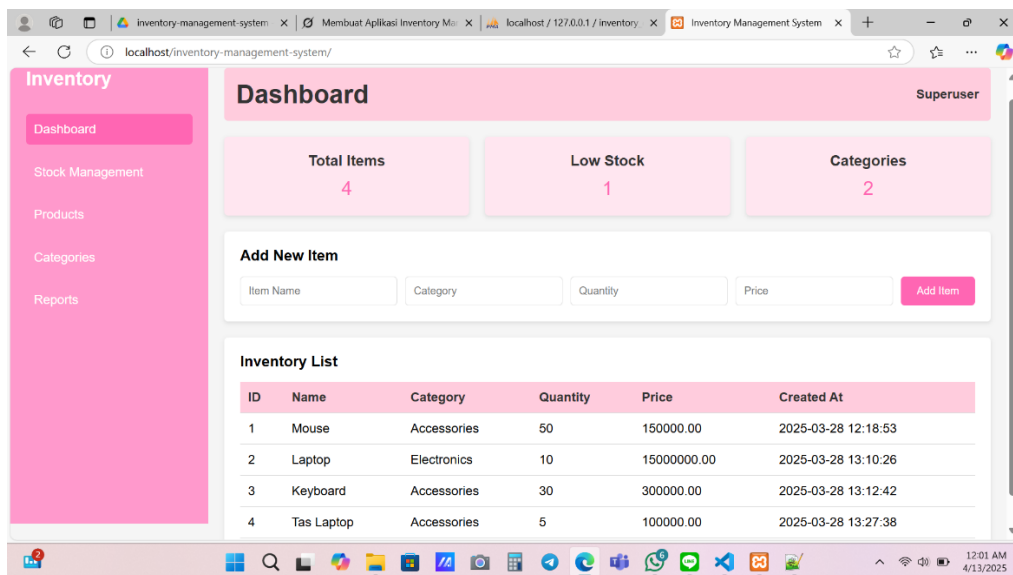 inventory-management-system
Membuat Aplikasi Inventory Ma
localhost / 127.0.0.1 / inventory
Inventory Management System
localhost/inventory-management-system/
Inventory
Dashboard
Stock Management
Products
Categories
Reports
Dashboard
Superuser
Total Items
4
Low Stock
1
Categories
2
Add New Item
Item Name
Category
Quantity
Price
Add Item
Inventory List
ID Name Category Quantity Price Created At
1 Mouse Accessories 50 150000.00 2025-03-28 12:18:53
2 Laptop Electronics 10 15000000.00 2025-03-28 13:10:26
3 Keyboard Accessories 30 300000.00 2025-03-28 13:12:42
4 Tas Laptop Accessories 5 100000.00 2025-03-28 13:27:38
2
6
12:01 AM
4/13/2025